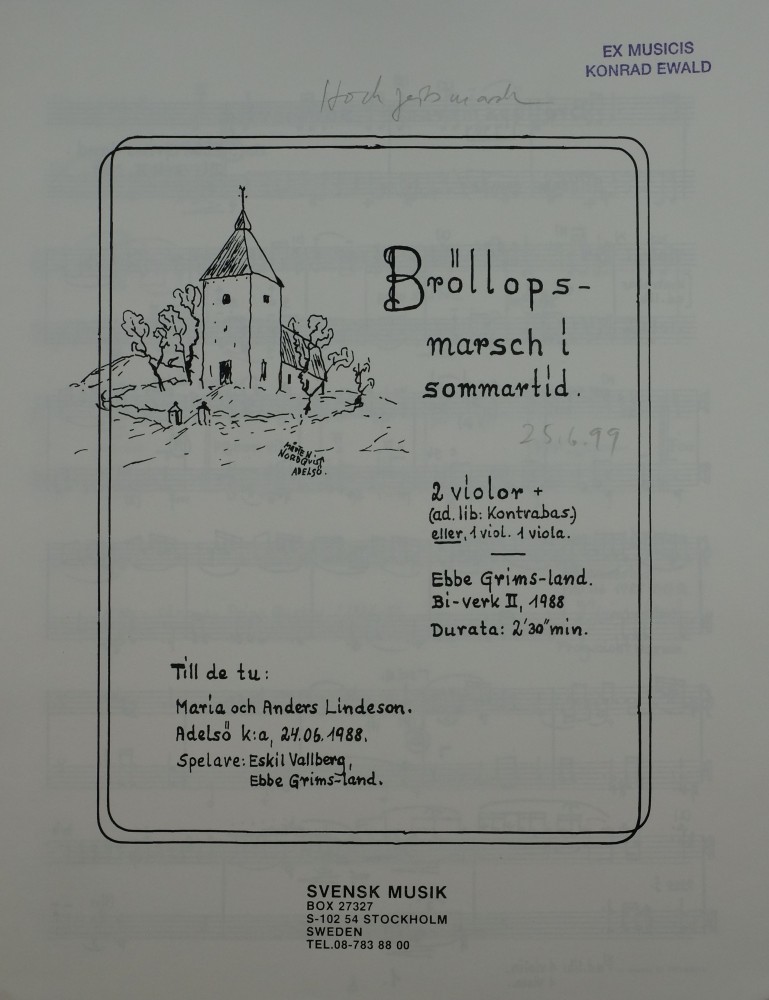 EX MUSICIS
KONRAD EWALD
Hochzeitsmarsch
Bröllops-
marsch i
sommartid.
25.6.99
MÅRTEN
NORDQVIST
ADELSÖ.
2 violor +
(ad. lib: Kontrabas.)
eller, 1 viol. 1 viola.
Ebbe Grims-land.
Bi-verk II, 1988
Durata: 2'30" min.
Till de tu:
Maria och Anders Lindeson.
Adelsö k:a, 24.06.1988.
Spelare: Eskil Vallberg,
Ebbe Grims-land.
SVENSK MUSIK
BOX 27327
S-102 54 STOCKHOLM
SWEDEN
TEL.08-783 88 00